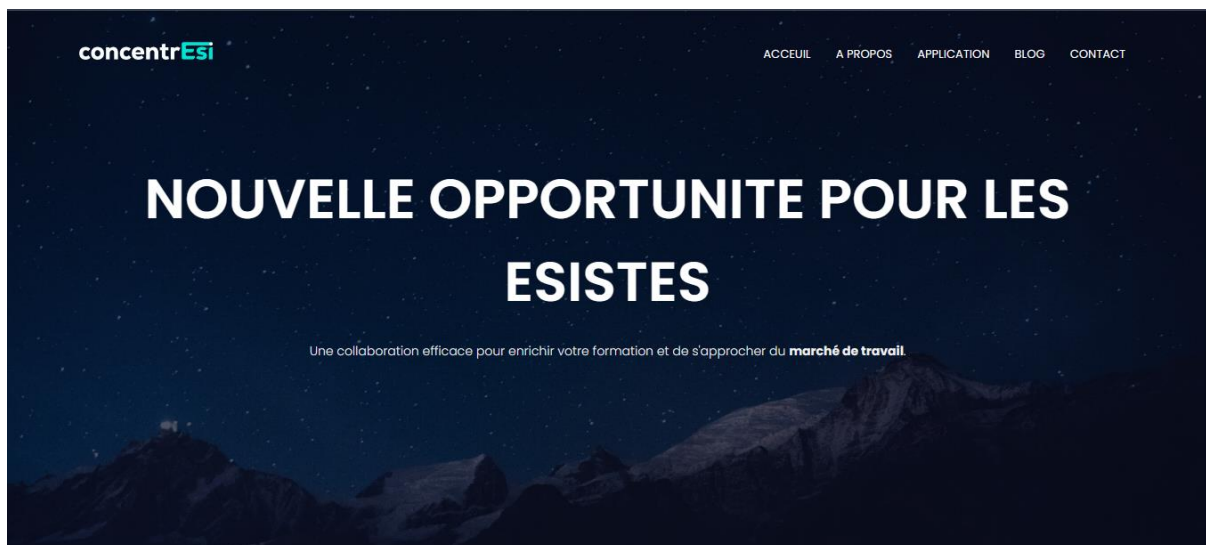 concentrEsi
ACCEUIL A PROPOS APPLICATION BLOG CONTACT
NOUVELLE OPPORTUNITE POUR LES
ESISTES
Une collaboration efficace pour enrichir votre formation et de s'approcher du marché de travail.